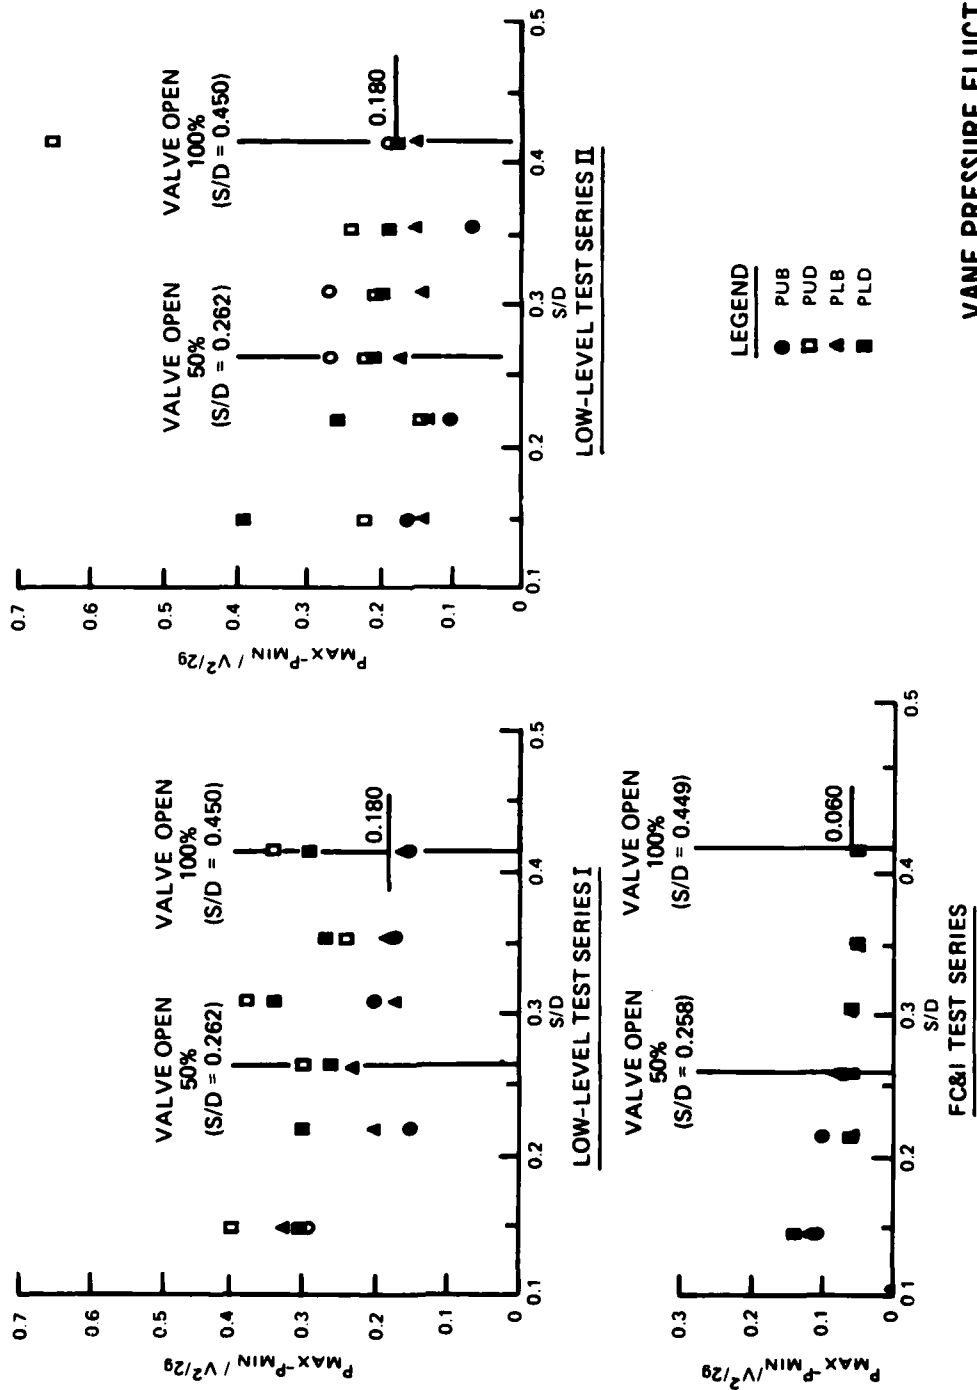 0.7
0.6
0.5
0.4
0.3
0.2
0.1
0
P MAX -P MIN / V²/2g
VALVE OPEN
50%
(S/D = 0.262)
VALVE OPEN
100%
(S/D = 0.450)
0.180
0.1
0.2
0.3
0.4
0.5
S/D
LOW-LEVEL TEST SERIES I
0.7
0.6
0.5
0.4
0.3
0.2
0.1
0
P MAX -P MIN / V²/2g
VALVE OPEN
50%
(S/D = 0.262)
VALVE OPEN
100%
(S/D = 0.450)
0.180
0.1
0.2
0.3
0.4
0.5
S/D
LOW-LEVEL TEST SERIES II
0.3
0.2
0.1
0
P MAX -P MIN / V²/2g
VALVE OPEN
50%
(S/D = 0.258)
VALVE OPEN
100%
(S/D = 0.449)
0.060
0.1
0.2
0.3
0.4
0.5
S/D
FC&I TEST SERIES
LEGEND
PUB
PUD
PLB
PLD
VANE PRESSURE FLUCT